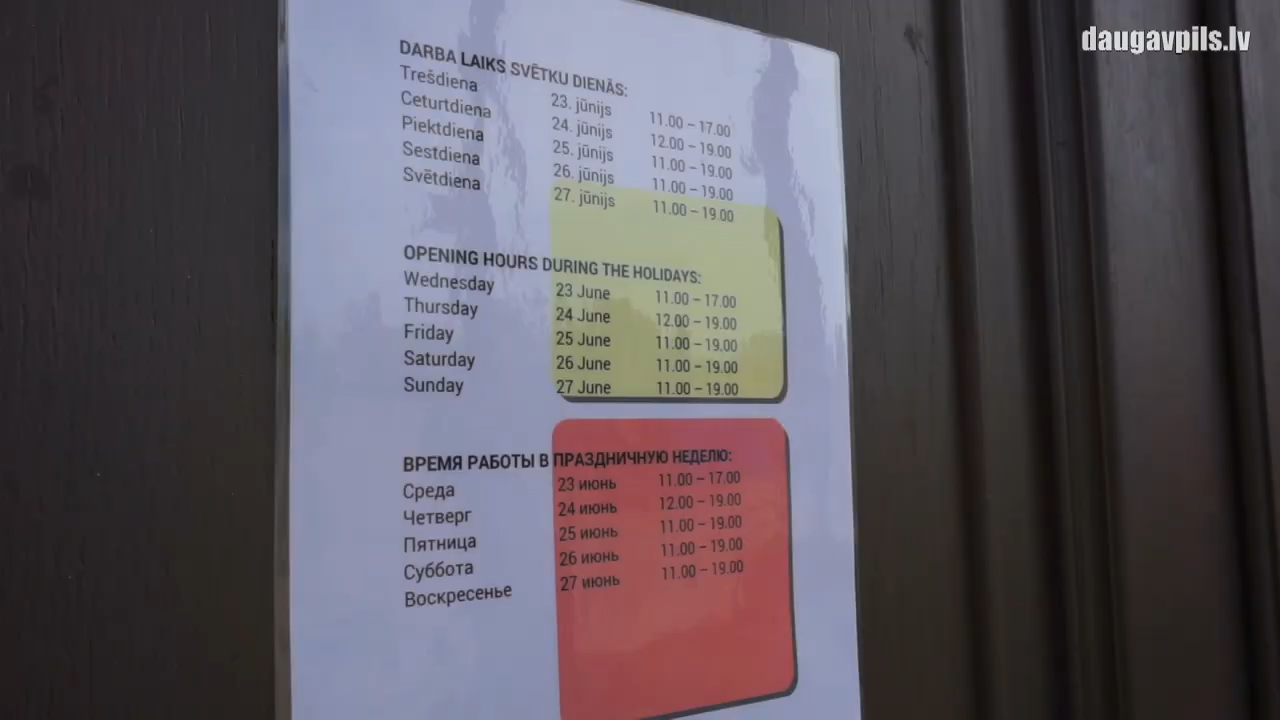 daugavpils.lv
DARBA LAIKS SVĒTKU DIENĀS:
Trešdiena 23. jūnijs 11.00 – 17.00
Ceturtdiena 24. jūnijs 12.00 – 19.00
Piektdiena 25. jūnijs 11.00 – 19.00
Sestdiena 26. jūnijs 11.00 – 19.00
Svētdiena 27. jūnijs 11.00 – 19.00
OPENING HOURS DURING THE HOLIDAYS:
Wednesday 23 June 11.00 – 17.00
Thursday 24 June 12.00 – 19.00
Friday 25 June 11.00 – 19.00
Saturday 26 June 11.00 – 19.00
Sunday 27 June 11.00 – 19.00
ВРЕМЯ РАБОТЫ В ПРАЗДНИЧНУЮ НЕДЕЛЮ:
Среда 23 июнь 11.00 – 17.00
Четверг 24 июнь 12.00 – 19.00
Пятница 25 июнь 11.00 – 19.00
Суббота 26 июнь 11.00 – 19.00
Воскресенье 27 июнь 11.00 – 19.00